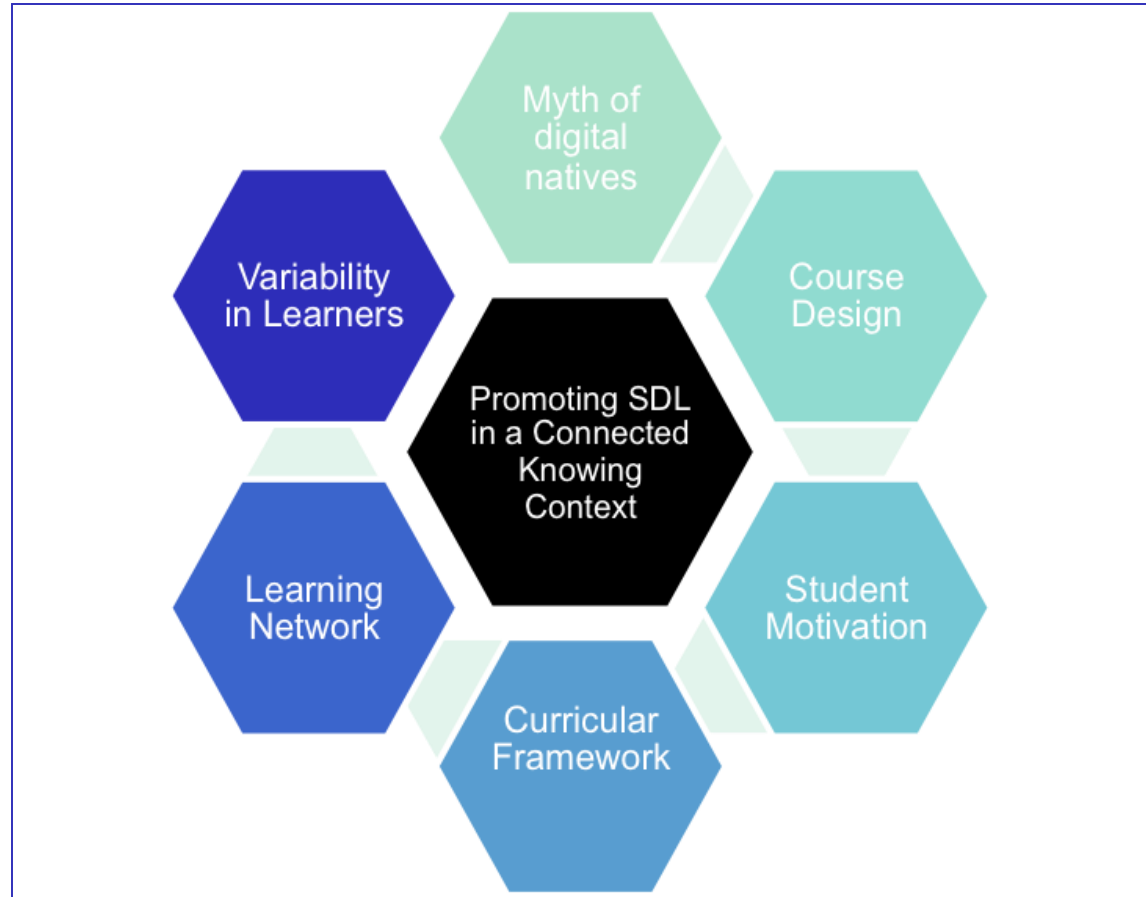 Myth of
digital
natives
Variability
in Learners
Course
Design
Promoting SDL
in a Connected
Knowing
Context
Learning
Network
Student
Motivation
Curricular
Framework